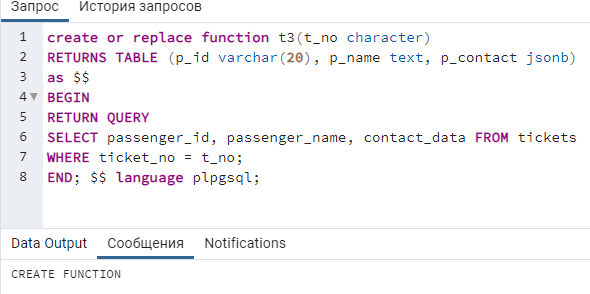 Запрос История запросов
1 create or replace function t3(t_no character)
2 RETURNS TABLE (p_id varchar(20), p_name text, p_contact jsonb)
3 as $$
4 BEGIN
5 RETURN QUERY
6 SELECT passenger_id, passenger_name, contact_data FROM tickets
7 WHERE ticket_no = t_no;
8 END; $$ language plpgsql;
Data Output Сообщения Notifications
CREATE FUNCTION